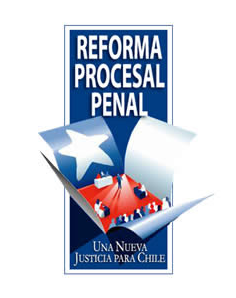 REFORMA
PROCESAL
PENAL
UNA NUEVA
JUSTICIA PARA CHILE